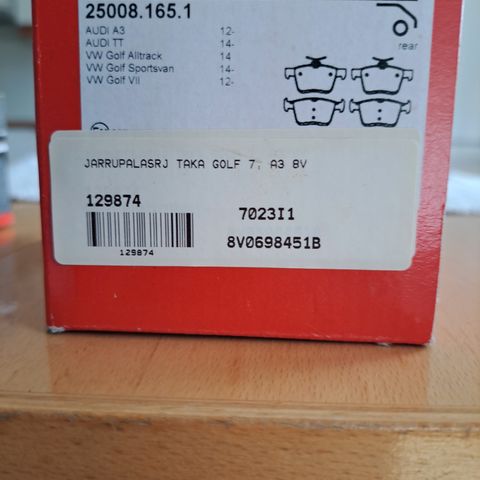 25008.165.1
AUDI A3 12-
AUDI TT 14-
VW Golf Alltrack 14
VW Golf Sportsvan 14-
VW Golf VII 12-
rear
JARRUPALASRJ TAKA GOLF 7, A3 8V
129874
7023I1
129874
8V0698451B